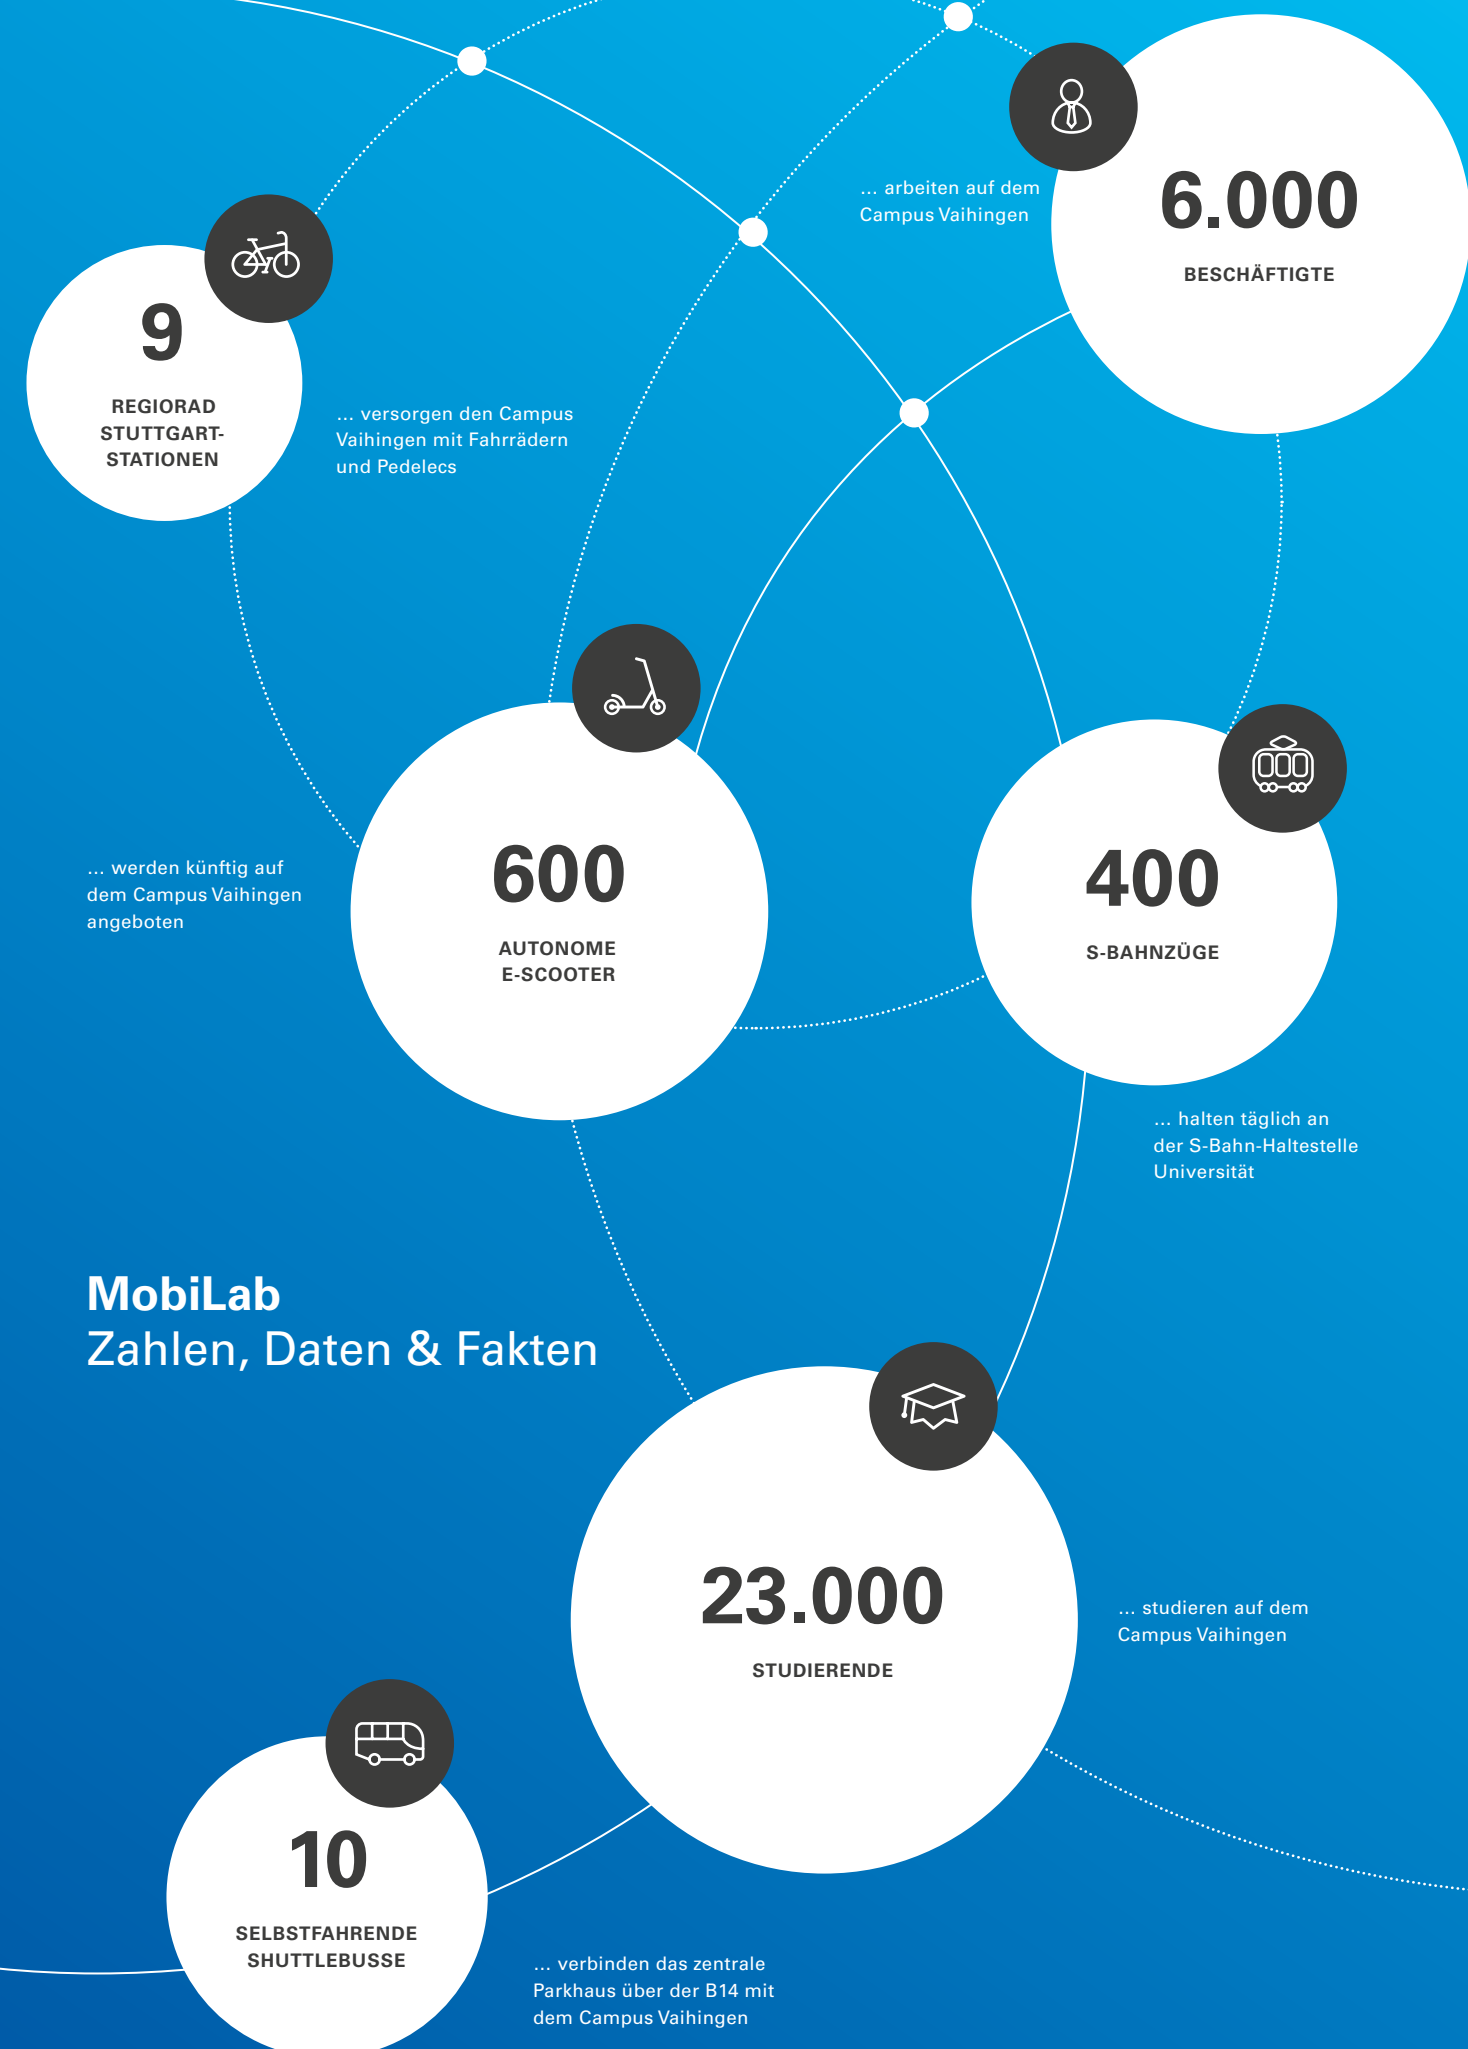 … arbeiten auf dem
Campus Vaihingen
6.000
BESCHÄFTIGTE
9
REGIORAD
STUTTGART-
STATIONEN
… versorgen den Campus
Vaihingen mit Fahrrädern
und Pedelecs
… werden künftig auf
dem Campus Vaihingen
angeboten
600
AUTONOME
E-SCOOTER
400
S-BAHNZÜGE
… halten täglich an
der S-Bahn-Haltestelle
Universität
MobiLab
Zahlen, Daten & Fakten
23.000
STUDIERENDE
… studieren auf dem
Campus Vaihingen
10
SELBSTFAHRENDE
SHUTTLEBUSSE
… verbinden das zentrale
Parkhaus über der B14 mit
dem Campus Vaihingen